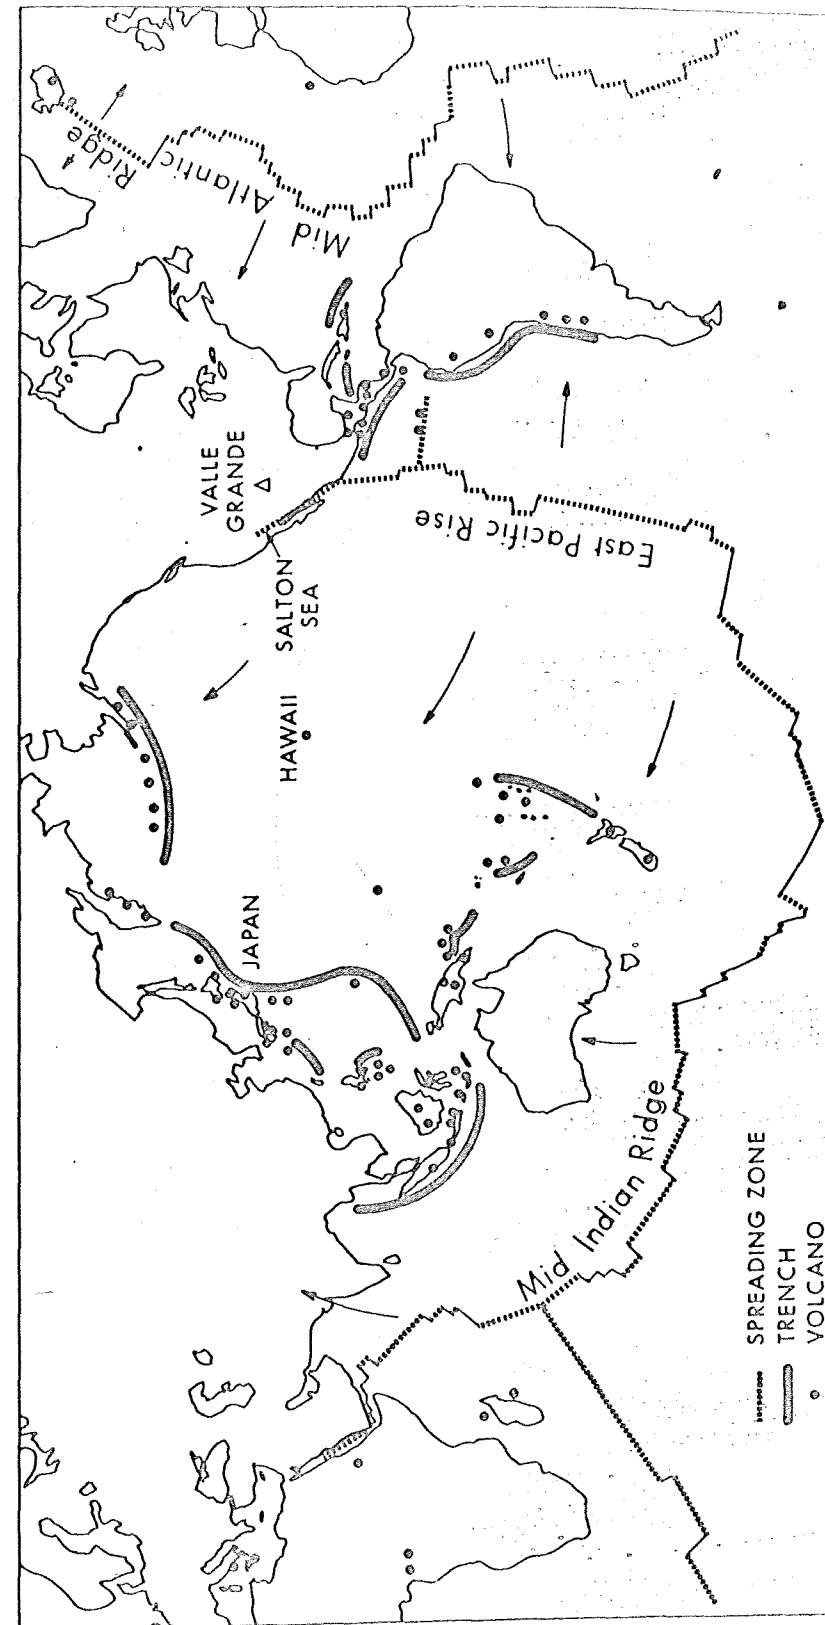 Mid
Atlantic
Ridge
VALLE
GRANDE
SALTON
SEA
East Pacific Rise
HAWAII
JAPAN
Mid Indian Ridge
SPREADING ZONE
TRENCH
VOLCANO